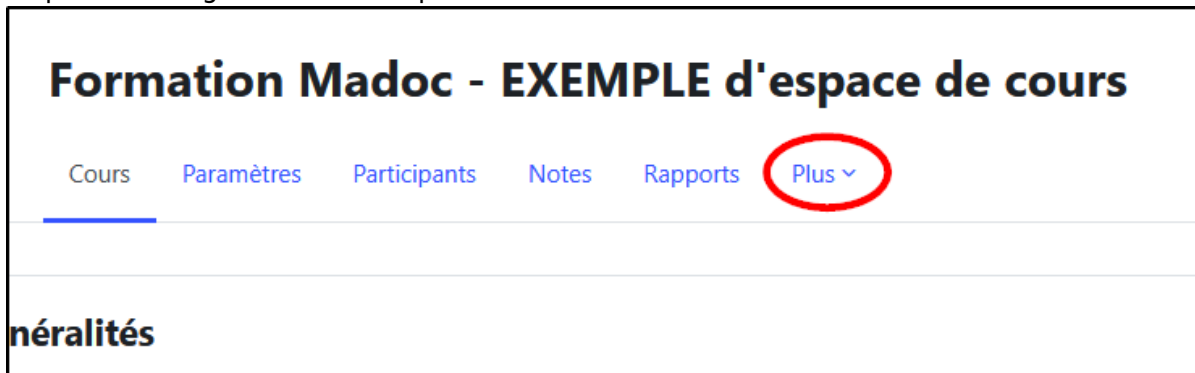 Formation Madoc - EXEMPLE d'espace de cours
Cours Paramètres Participants Notes Rapports Plus
néralités